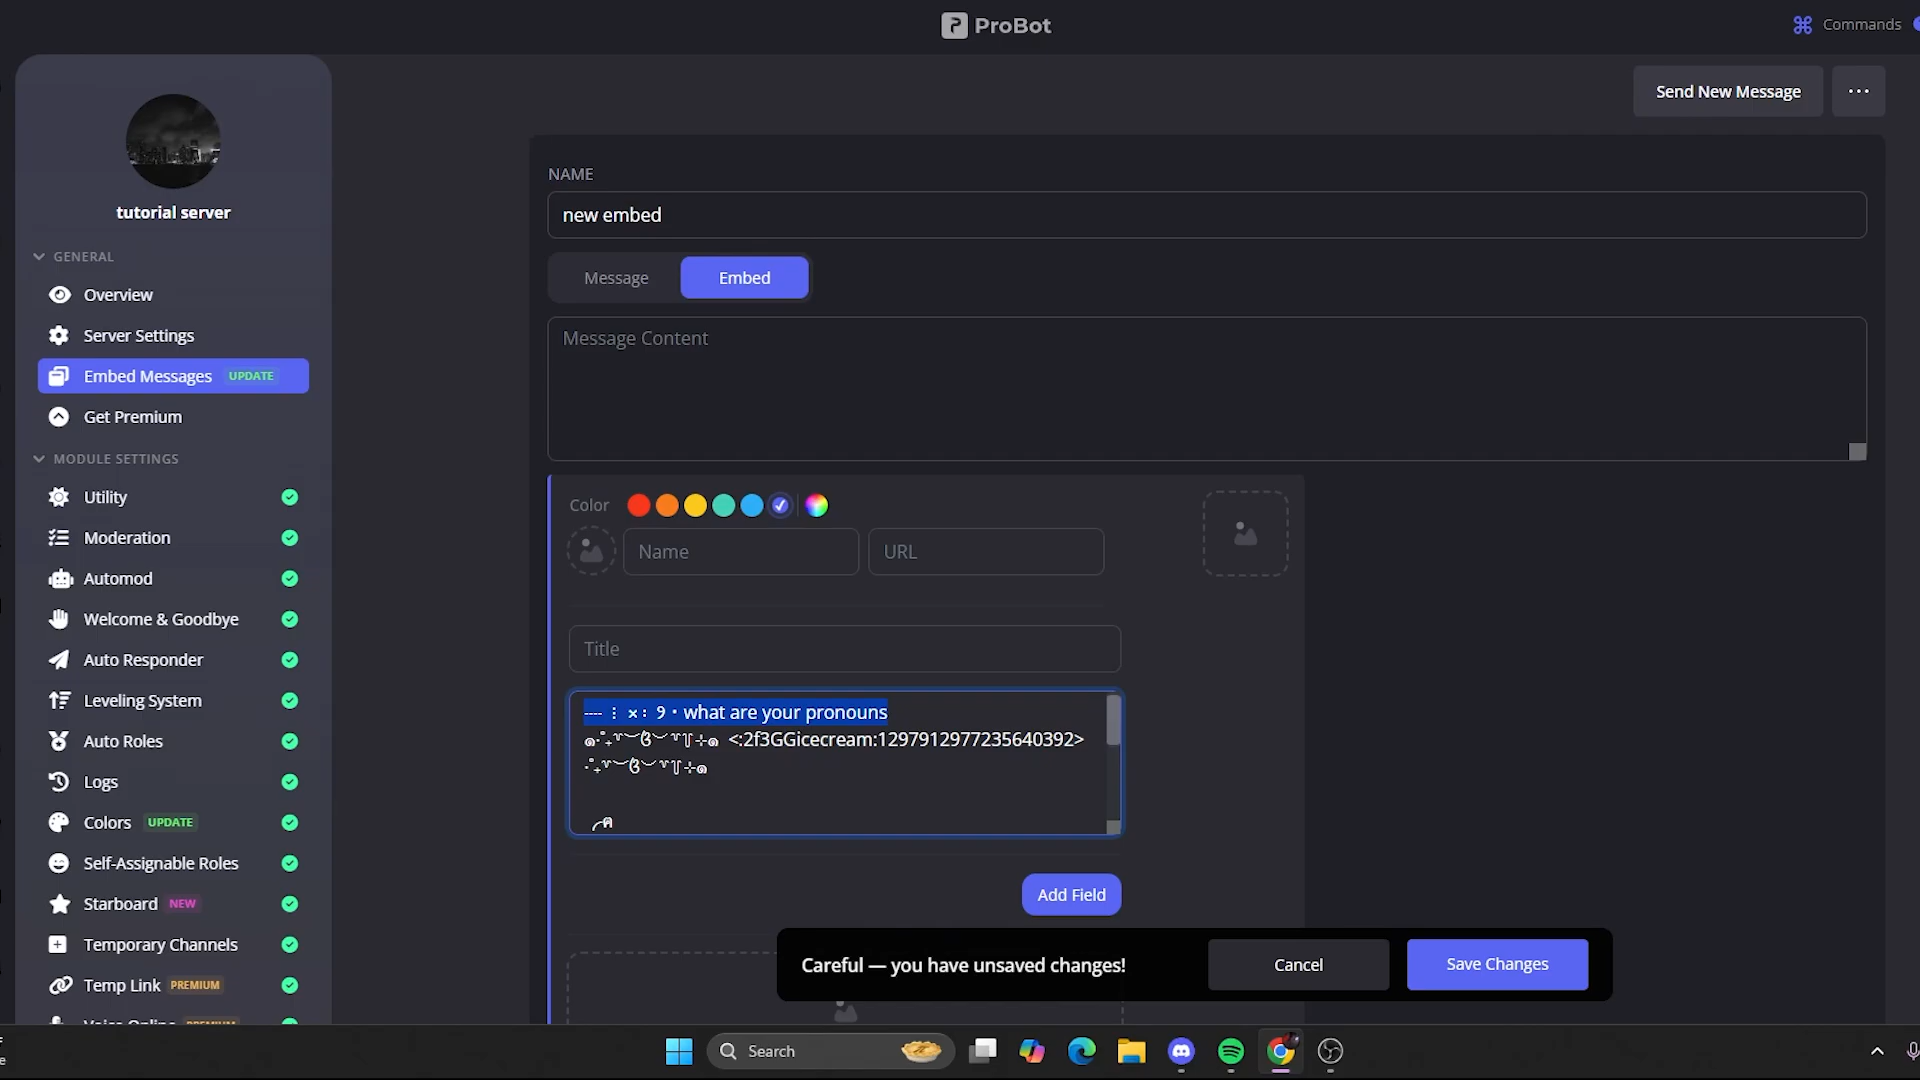 ProBot
Commands
Send New Message
tutorial server
GENERAL
Overview
Server Settings
Embed Messages UPDATE
Get Premium
MODULE SETTINGS
Utility
Moderation
Automod
Welcome & Goodbye
Auto Responder
Leveling System
Auto Roles
Logs
Colors UPDATE
Self-Assignable Roles
Starboard NEW
Temporary Channels
Temp Link PREMIUM
Voice Online PREMIUM
NAME
new embed
Message Embed
Message Content
Color
Name URL
Title
what are your pronouns
<:2f3GGicecream:1297912977235640392>
Add Field
Careful — you have unsaved changes!
Cancel
Save Changes
Search